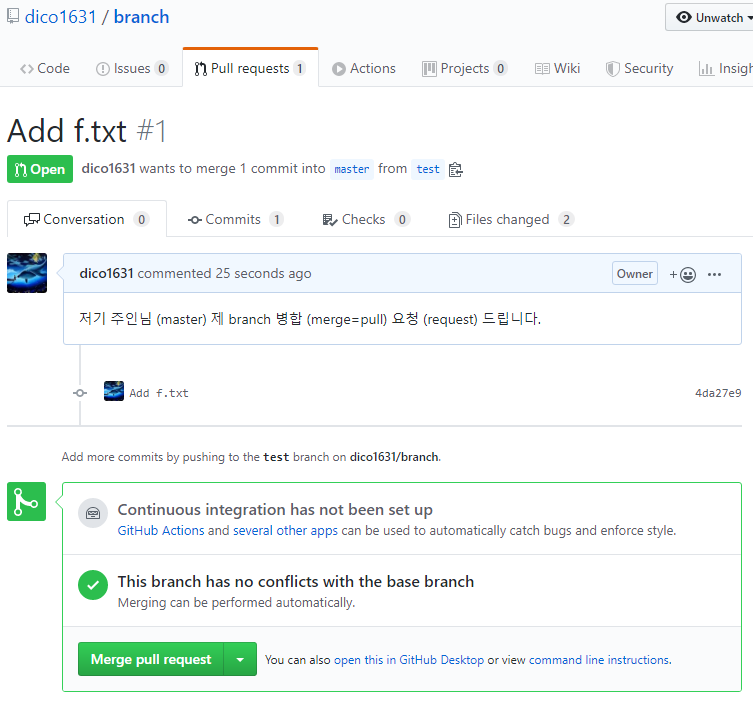 dico1631 / branch
Unwatch
Code
Issues 0
Pull requests 1
Actions
Projects 0
Wiki
Security
Add f.txt #1
Open
dico1631 wants to merge 1 commit into master from test
Conversation 0
Commits 1
Checks 0
Files changed 2
dico1631 commented 25 seconds ago
Owner
저기 주인님 (master) 제 branch 병합 (merge=pull) 요청 (request) 드립니다.
Add f.txt
4da27e9
Add more commits by pushing to the test branch on dico1631/branch.
Continuous integration has not been set up
GitHub Actions and several other apps can be used to automatically catch bugs and enforce style.
This branch has no conflicts with the base branch
Merging can be performed automatically.
Merge pull request
You can also open this in GitHub Desktop or view command line instructions.